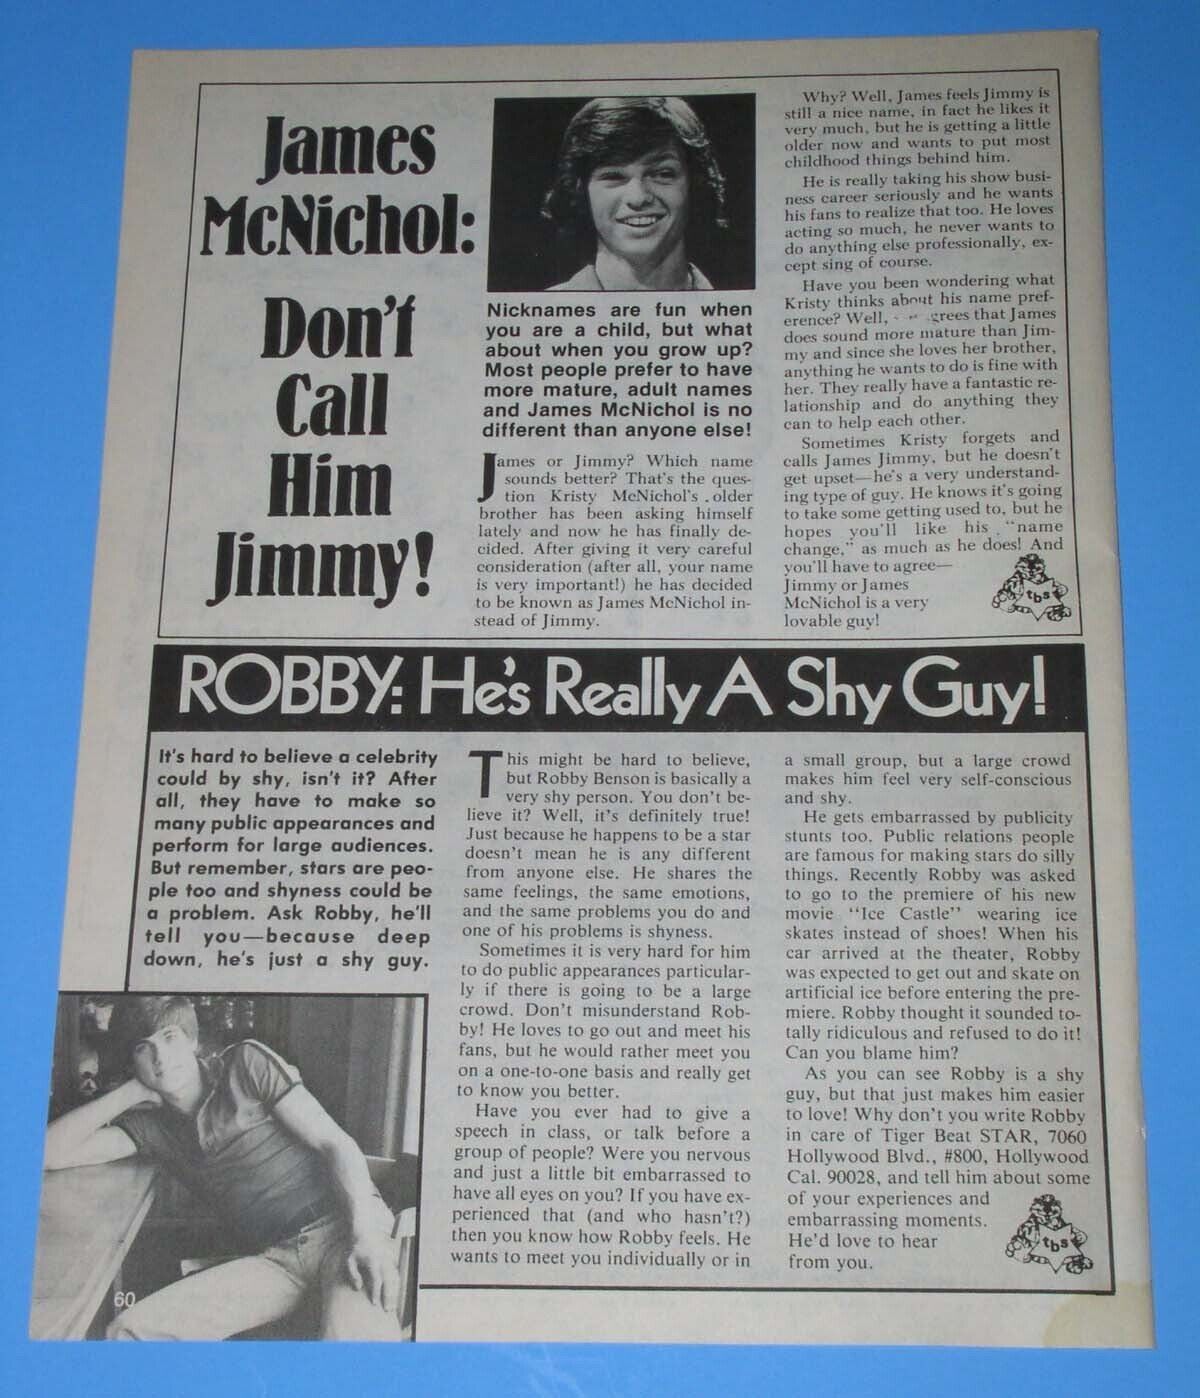 James
McNichol:
Don't
Call
Him
Jimmy!
Nicknames are fun when
you are a child, but what
about when you grow up?
Most people prefer to have
more mature, adult names
and James McNichol is no
different than anyone else!
James or Jimmy? Which name
sounds better? That's the ques-
tion Kristy McNichol's older
brother has been asking himself
lately and now he has finally de-
cided. After giving it very careful
consideration (after all, your name
is very important!) he has decided
to be known as James McNichol in-
stead of Jimmy.
Why? Well, James feels Jimmy is
still a nice name, in fact he likes it
very much, but he is getting a little
older now and wants to put most
childhood things behind him.
He is really taking his show busi-
ness career seriously and he wants
his fans to realize that too. He loves
acting so much, he never wants to
do anything else professionally, ex-
cept sing of course.
Have you been wondering what
Kristy thinks about his name pref-
erence? Well, grees that James
does sound more mature than Jim-
my and since she loves her brother,
anything he wants to do is fine with
her. They really have a fantastic re-
lationship and do anything they
can to help each other.
Sometimes Kristy forgets and
calls James Jimmy, but he doesn't
get upset—he's a very understand-
ing type of guy. He knows it's going
to take some getting used to, but he
hopes you'll like his "name
change," as much as he does! And
you'll have to agree—
Jimmy or James
McNichol is a very
lovable guy!
tbs
ROBBY: He's Really A Shy Guy!
It's hard to believe a celebrity
could by shy, isn't it? After
all, they have to make so
many public appearances and
perform for large audiences.
But remember, stars are peo-
ple too and shyness could be
a problem. Ask Robby, he'll
tell you—because deep
down, he's just a shy guy.
This might be hard to believe,
but Robby Benson is basically a
very shy person. You don't be-
lieve it? Well, it's definitely true!
Just because he happens to be a star
doesn't mean he is any different
from anyone else. He shares the
same feelings, the same emotions,
and the same problems you do and
one of his problems is shyness.
Sometimes it is very hard for him
to do public appearances particular-
ly if there is going to be a large
crowd. Don't misunderstand Rob-
by! He loves to go out and meet his
fans, but he would rather meet you
on a one-to-one basis and really get
to know you better.
Have you ever had to give a
speech in class, or talk before a
group of people? Were you nervous
and just a little bit embarrassed to
have all eyes on you? If you have ex-
perienced that (and who hasn't?)
then you know how Robby feels. He
wants to meet you individually or in
a small group, but a large crowd
makes him feel very self-conscious
and shy.
He gets embarrassed by publicity
stunts too. Public relations people
are famous for making stars do silly
things. Recently Robby was asked
to go to the premiere of his new
movie "Ice Castle" wearing ice
skates instead of shoes! When his
car arrived at the theater, Robby
was expected to get out and skate on
artificial ice before entering the pre-
miere. Robby thought it sounded to-
tally ridiculous and refused to do it!
Can you blame him?
As you can see Robby is a shy
guy, but that just makes him easier
to love! Why don't you write Robby
in care of Tiger Beat STAR, 7060
Hollywood Blvd., #800, Hollywood
Cal. 90028, and tell him about some
of your experiences and
embarrassing moments.
He'd love to hear
from you.
tbs
60